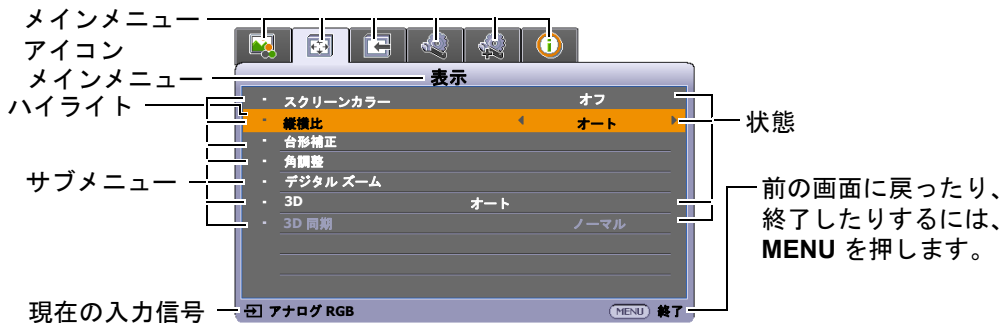 メインメニュー
アイコン
メインメニュー
ハイライト
サブメニュー
現在の入力信号
表示
スクリーンカラー オフ
縦横比 オート
台形補正
角調整
デジタル ズーム
3D オート
3D 同期 ノーマル
アナログ RGB MENU 終了
状態
前の画面に戻ったり、
終了したりするには、
MENU を押します。